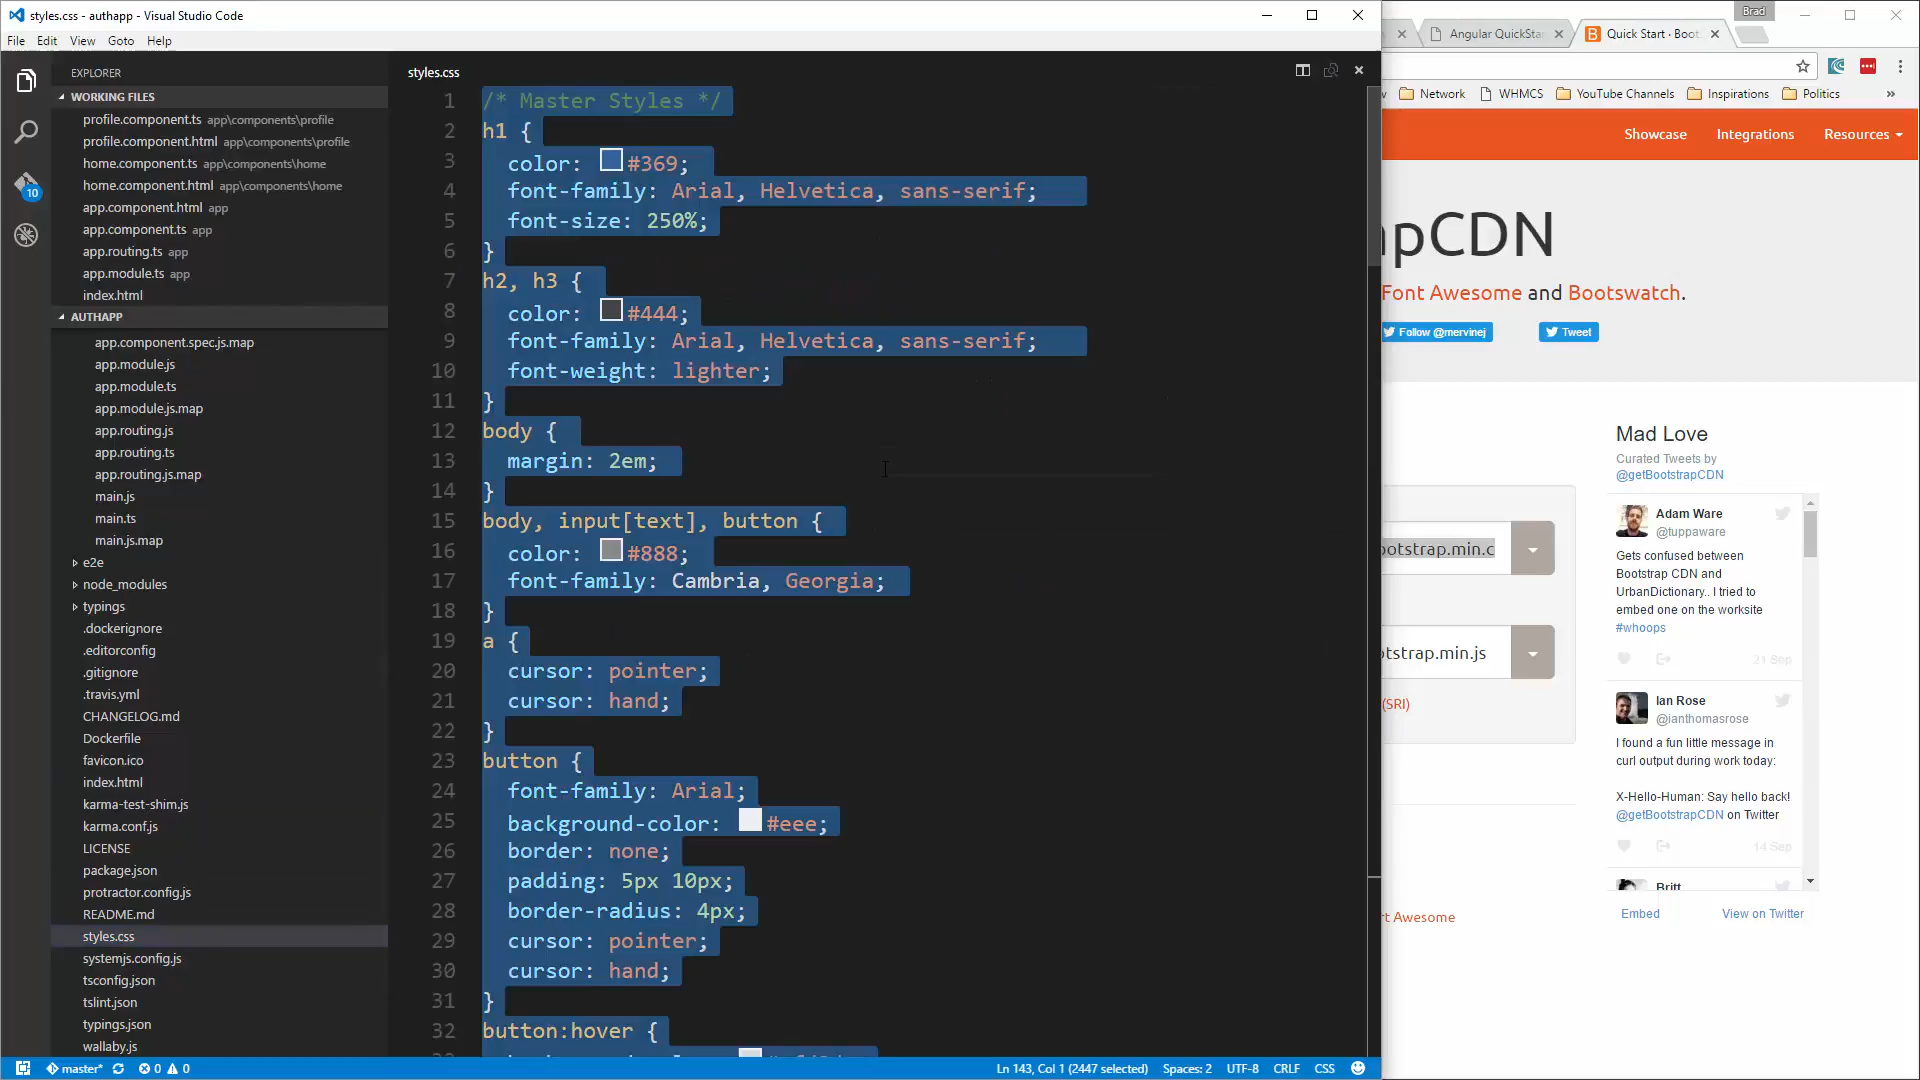 styles.css - authapp - Visual Studio Code
File Edit View Goto Help
EXPLORER
WORKING FILES
profile.component.ts app\components\profile
profile.component.html app\components\profile
home.component.ts app\components\home
home.component.html app\components\home
app.component.html app
app.component.ts app
app.routing.ts app
app.module.ts app
index.html
AUTHAPP
app.component.spec.js.map
app.module.js
app.module.ts
app.module.js.map
app.routing.js
app.routing.ts
app.routing.js.map
main.js
main.ts
main.js.map
e2e
node_modules
typings
.dockerignore
.editorconfig
.gitignore
.travis.yml
CHANGELOG.md
Dockerfile
favicon.ico
index.html
karma-test-shim.js
karma.conf.js
LICENSE
package.json
protractor.config.js
README.md
styles.css
systemjs.config.js
tsconfig.json
tslint.json
typings.json
wallaby.js
10
styles.css
1 /* Master Styles */
2 h1 {
3 color: #369;
4 font-family: Arial, Helvetica, sans-serif;
5 font-size: 250%;
6 }
7 h2, h3 {
8 color: #444;
9 font-family: Arial, Helvetica, sans-serif;
10 font-weight: lighter;
11 }
12 body {
13 margin: 2em;
14 }
15 body, input[text], button {
16 color: #888;
17 font-family: Cambria, Georgia;
18 }
19 a {
20 cursor: pointer;
21 cursor: hand;
22 }
23 button {
24 font-family: Arial;
25 background-color: #eee;
26 border: none;
27 padding: 5px 10px;
28 border-radius: 4px;
29 cursor: pointer;
30 cursor: hand;
31 }
32 button:hover {
master* 0 0
Ln 143, Col 1 (2447 selected) Spaces: 2 UTF-8 CRLF CSS
Brad
Angular QuickSta
Quick Start · Boot
Network WHMCS YouTube Channels Inspirations Politics »
Showcase Integrations Resources
apCDN
Font Awesome and Bootswatch.
Follow @mervinej Tweet
ootstrap.min.c
otstrap.min.js
(SRI)
rt Awesome
Mad Love
Curated Tweets by
@getBootstrapCDN
Adam Ware
@tuppaware
Gets confused between
Bootstrap CDN and
UrbanDictionary.. I tried to
embed one on the worksite
#whoops
21 Sep
Ian Rose
@ianthomasrose
I found a fun little message in
curl output during work today:
X-Hello-Human: Say hello back!
@getBootstrapCDN on Twitter
14 Sep
Britt
Embed View on Twitter